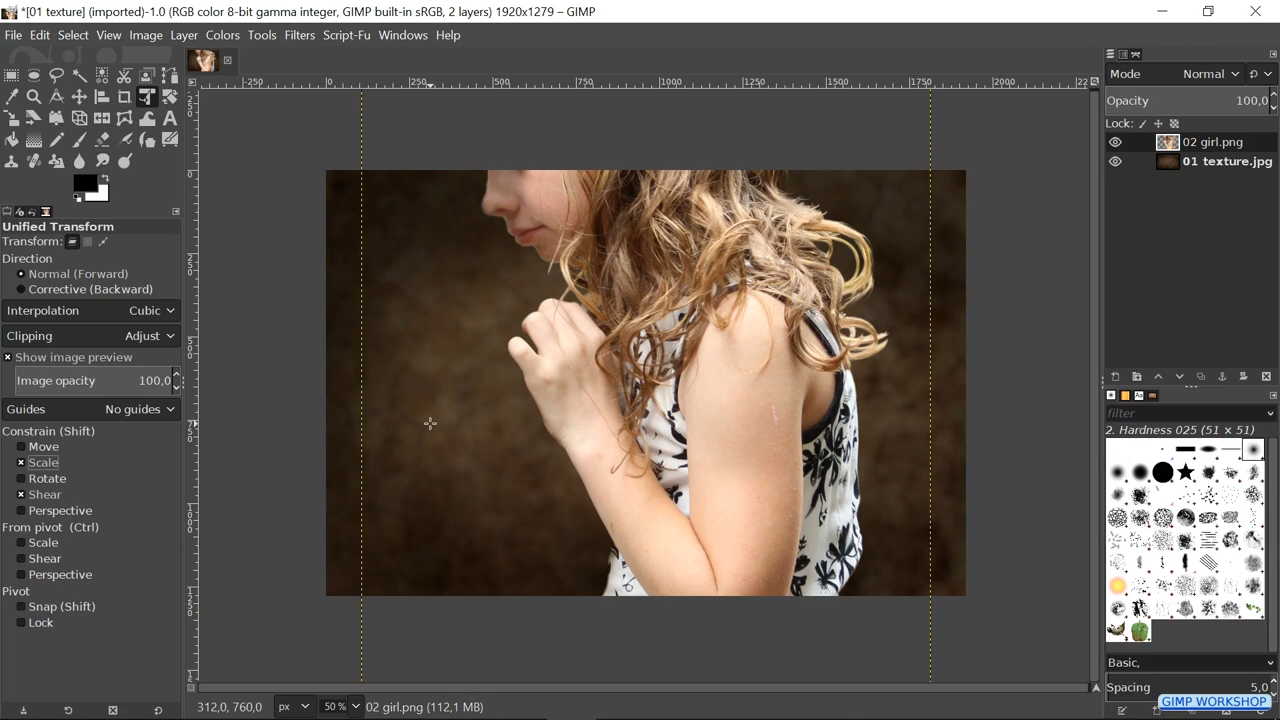 *[01 texture] (imported)-1.0 (RGB color 8-bit gamma integer, GIMP built-in sRGB, 2 layers) 1920x1279 – GIMP
File Edit Select View Layer Image Colors Tools Filters Script-Fu Windows Help
-250 0 250 500 750 1000 1250 1500 1750 2000
Mode Normal
Opacity 100,0
Lock:
02 girl.png
01 texture.jpg
Unified Transform
Transform:
Direction
Normal (Forward)
Corrective (Backward)
Interpolation Cubic
Clipping Adjust
Show image preview
Image opacity 100,0
Guides No guides
Constrain (Shift)
Move
Scale
Rotate
Shear
Perspective
From pivot (Ctrl)
Scale
Shear
Perspective
Pivot
Snap (Shift)
Lock
filter
2. Hardness 025 (51 × 51)
Basic,
Spacing 5,0
312,0, 760,0 px 50 % 02 girl.png (112,1 MB)
GIMP WORKSHOP